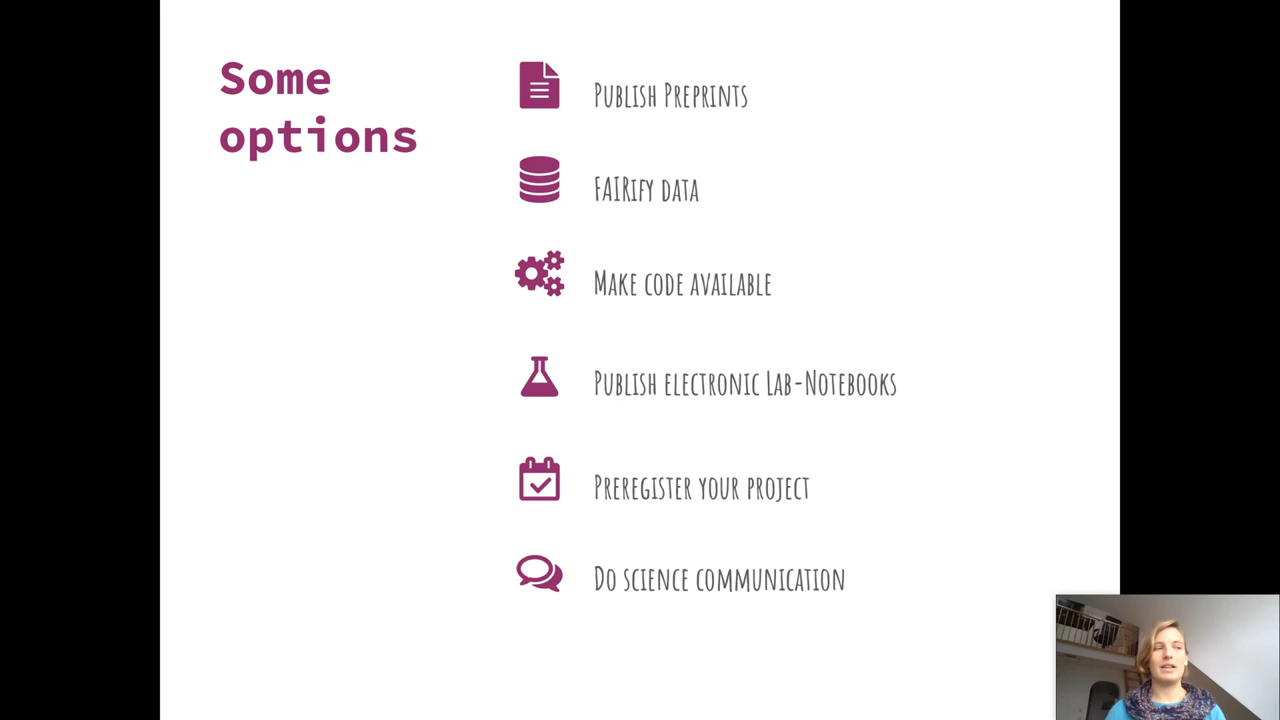 Some
options
Publish Preprints
FAIRify data
Make code available
Publish electronic Lab-Notebooks
Preregister your project
Do science communication